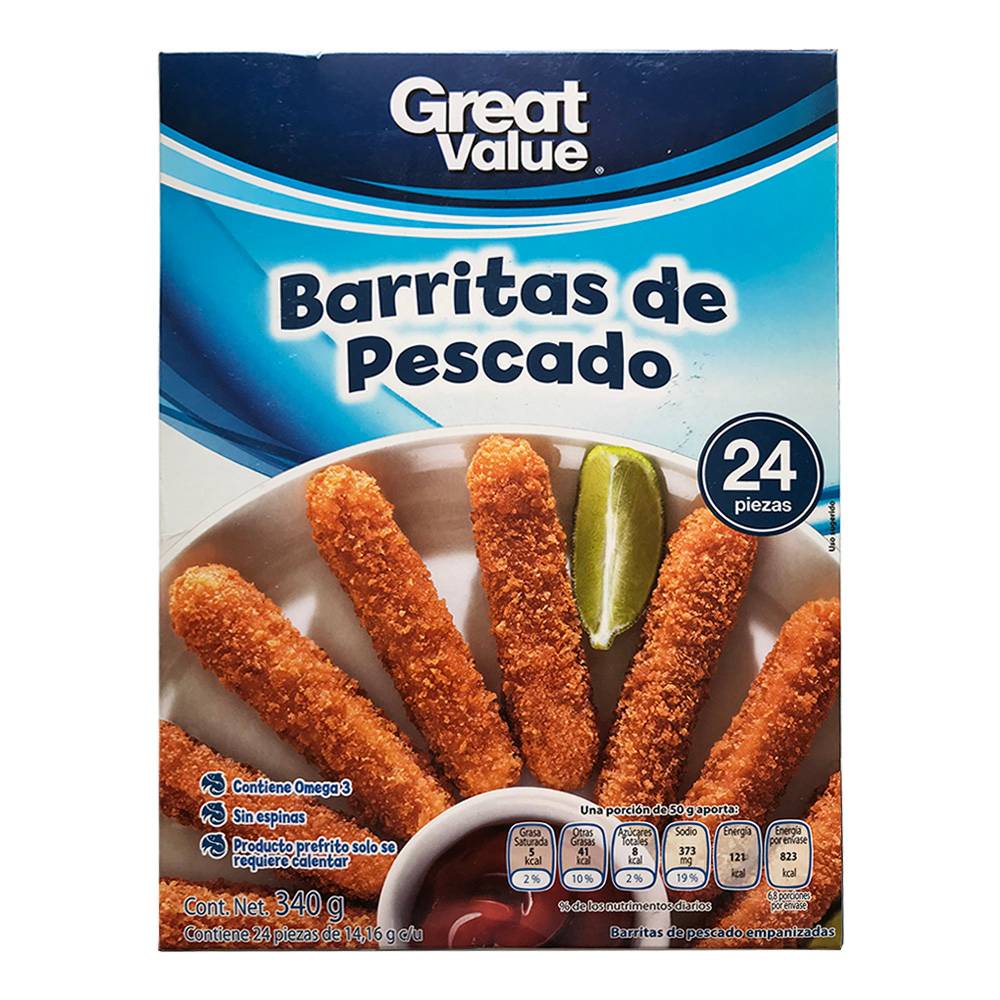 Great
Value®
Barritas de
Pescado
24
piezas
Uso sugerido
Contiene Omega 3
Sin espinas
Producto prefrito solo se
requiere calentar
Cont. Net. 340 g
Contiene 24 piezas de 14,16 g c/u
Una porción de 50 g aporta:
Grasa
Saturada
5
kcal
2 %
Otras
Grasas
41
kcal
10 %
Azúcares
Totales
8
kcal
2 %
Sodio
373
mg
19 %
Energía
121
kcal
Energía
por envase
823
kcal
6,8 porciones
por envase
% de los nutrimentos diarios
Barritas de pescado empanizadas